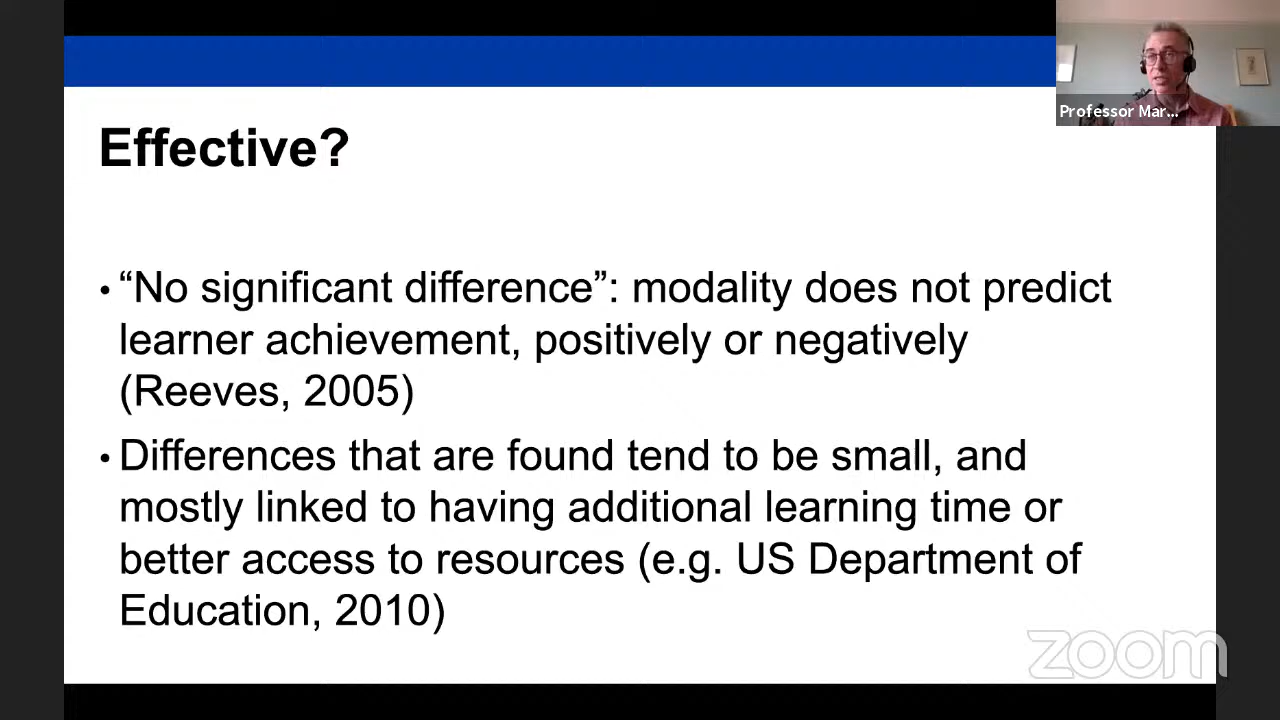 Professor Mar...
Effective?
• “No significant difference”: modality does not predict
learner achievement, positively or negatively
(Reeves, 2005)
• Differences that are found tend to be small, and
mostly linked to having additional learning time or
better access to resources (e.g. US Department of
Education, 2010)
zoom